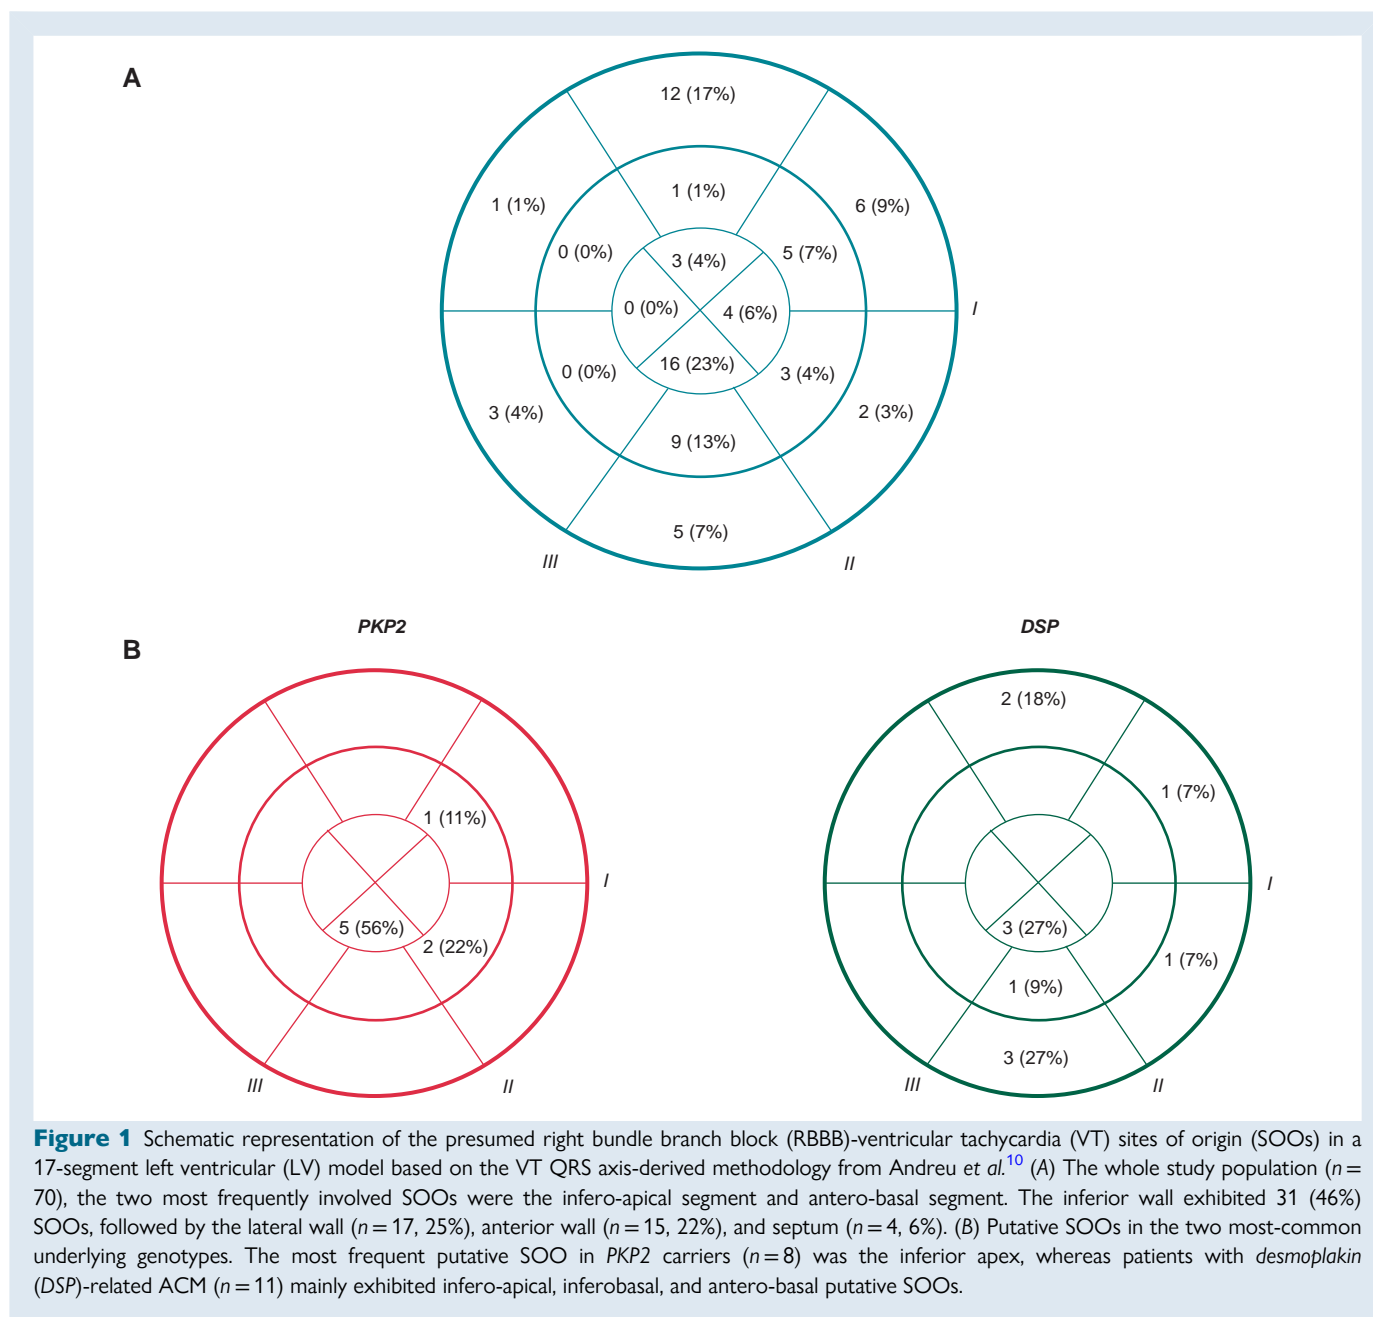 A
12 (17%)
1 (1%)
1 (1%)
6 (9%)
0 (0%)
3 (4%)
5 (7%)
0 (0%)
4 (6%)
I
0 (0%)
16 (23%)
3 (4%)
3 (4%)
2 (3%)
9 (13%)
5 (7%)
III
II
B
PKP2
1 (11%)
I
5 (56%)
2 (22%)
III
II
DSP
2 (18%)
1 (7%)
I
3 (27%)
1 (7%)
1 (9%)
3 (27%)
III
II
Figure 1 Schematic representation of the presumed right bundle branch block (RBBB)-ventricular tachycardia (VT) sites of origin (SOOs) in a
17-segment left ventricular (LV) model based on the VT QRS axis-derived methodology from Andreu et al.10 (A) The whole study population (n =
70), the two most frequently involved SOOs were the infero-apical segment and antero-basal segment. The inferior wall exhibited 31 (46%)
SOOs, followed by the lateral wall (n = 17, 25%), anterior wall (n = 15, 22%), and septum (n = 4, 6%). (B) Putative SOOs in the two most-common
underlying genotypes. The most frequent putative SOO in PKP2 carriers (n = 8) was the inferior apex, whereas patients with desmoplakin
(DSP)-related ACM (n = 11) mainly exhibited infero-apical, inferobasal, and antero-basal putative SOOs.